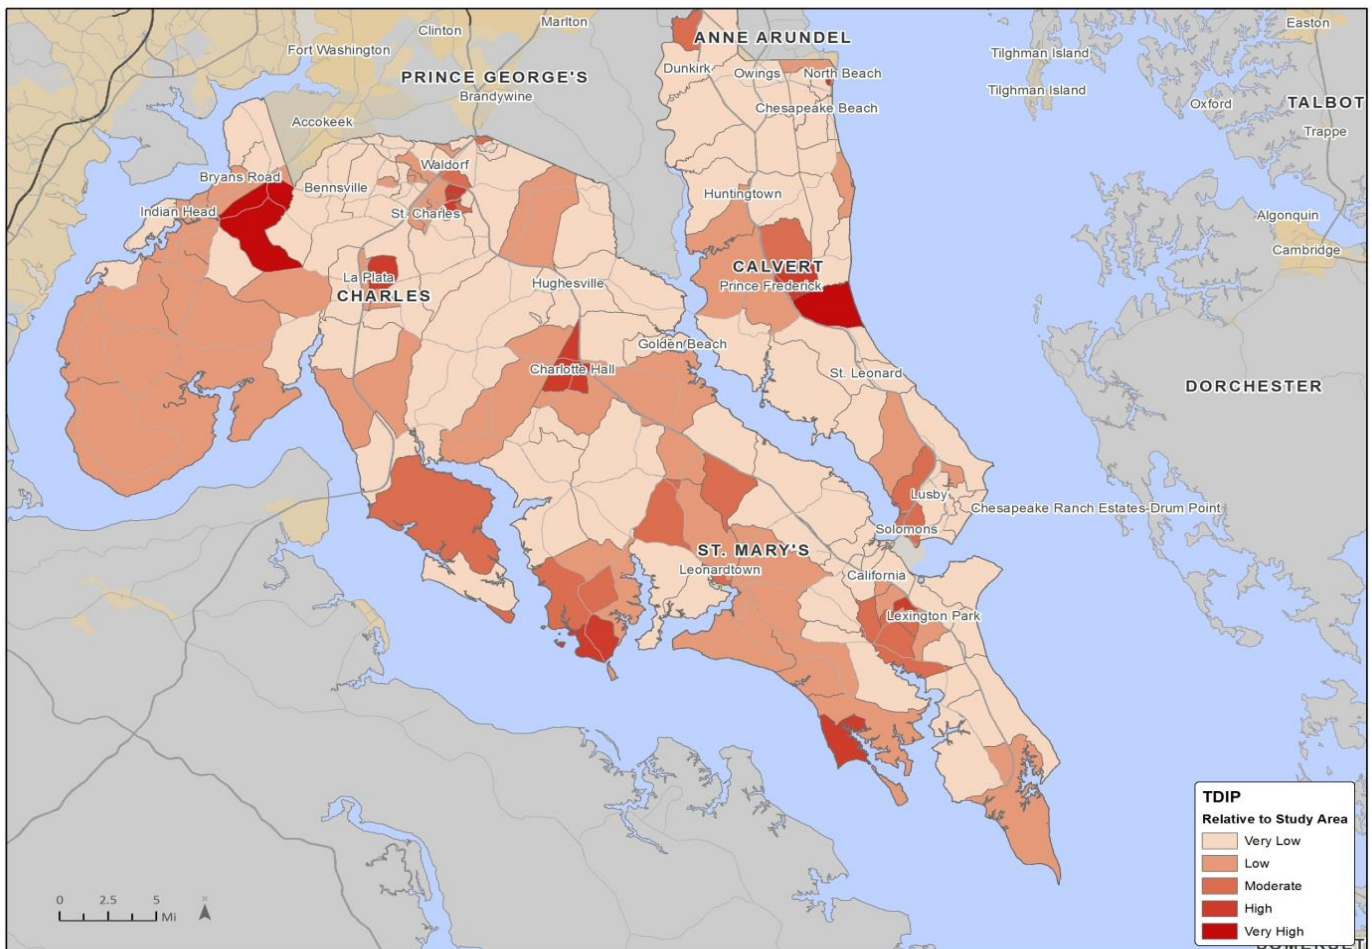 Marlton
Clinton
Easton
ANNE ARUNDEL
Fort Washington
Tilghman Island
Dunkirk
Owings
North Beach
PRINCE GEORGE'S
Tilghman Island
Brandywine
Oxford
TALBOT
Chesapeake Beach
Accokeek
Trappe
Waldorf
Bryans Road
Bennsville
Huntingtown
Indian Head
St. Charles
Algonquin
Cambridge
CALVERT
La Plata
Hughesville
Prince Frederick
CHARLES
Golden Beach
Charlotte Hall
St. Leonard
DORCHESTER
Lusby
Chesapeake Ranch Estates-Drum Point
Solomons
ST. MARY'S
Leonardtown
California
Lexington Park
TDIP
Relative to Study Area
Very Low
Low
Moderate
High
Very High
0 2.5 5
Mi
N
SOMERSET